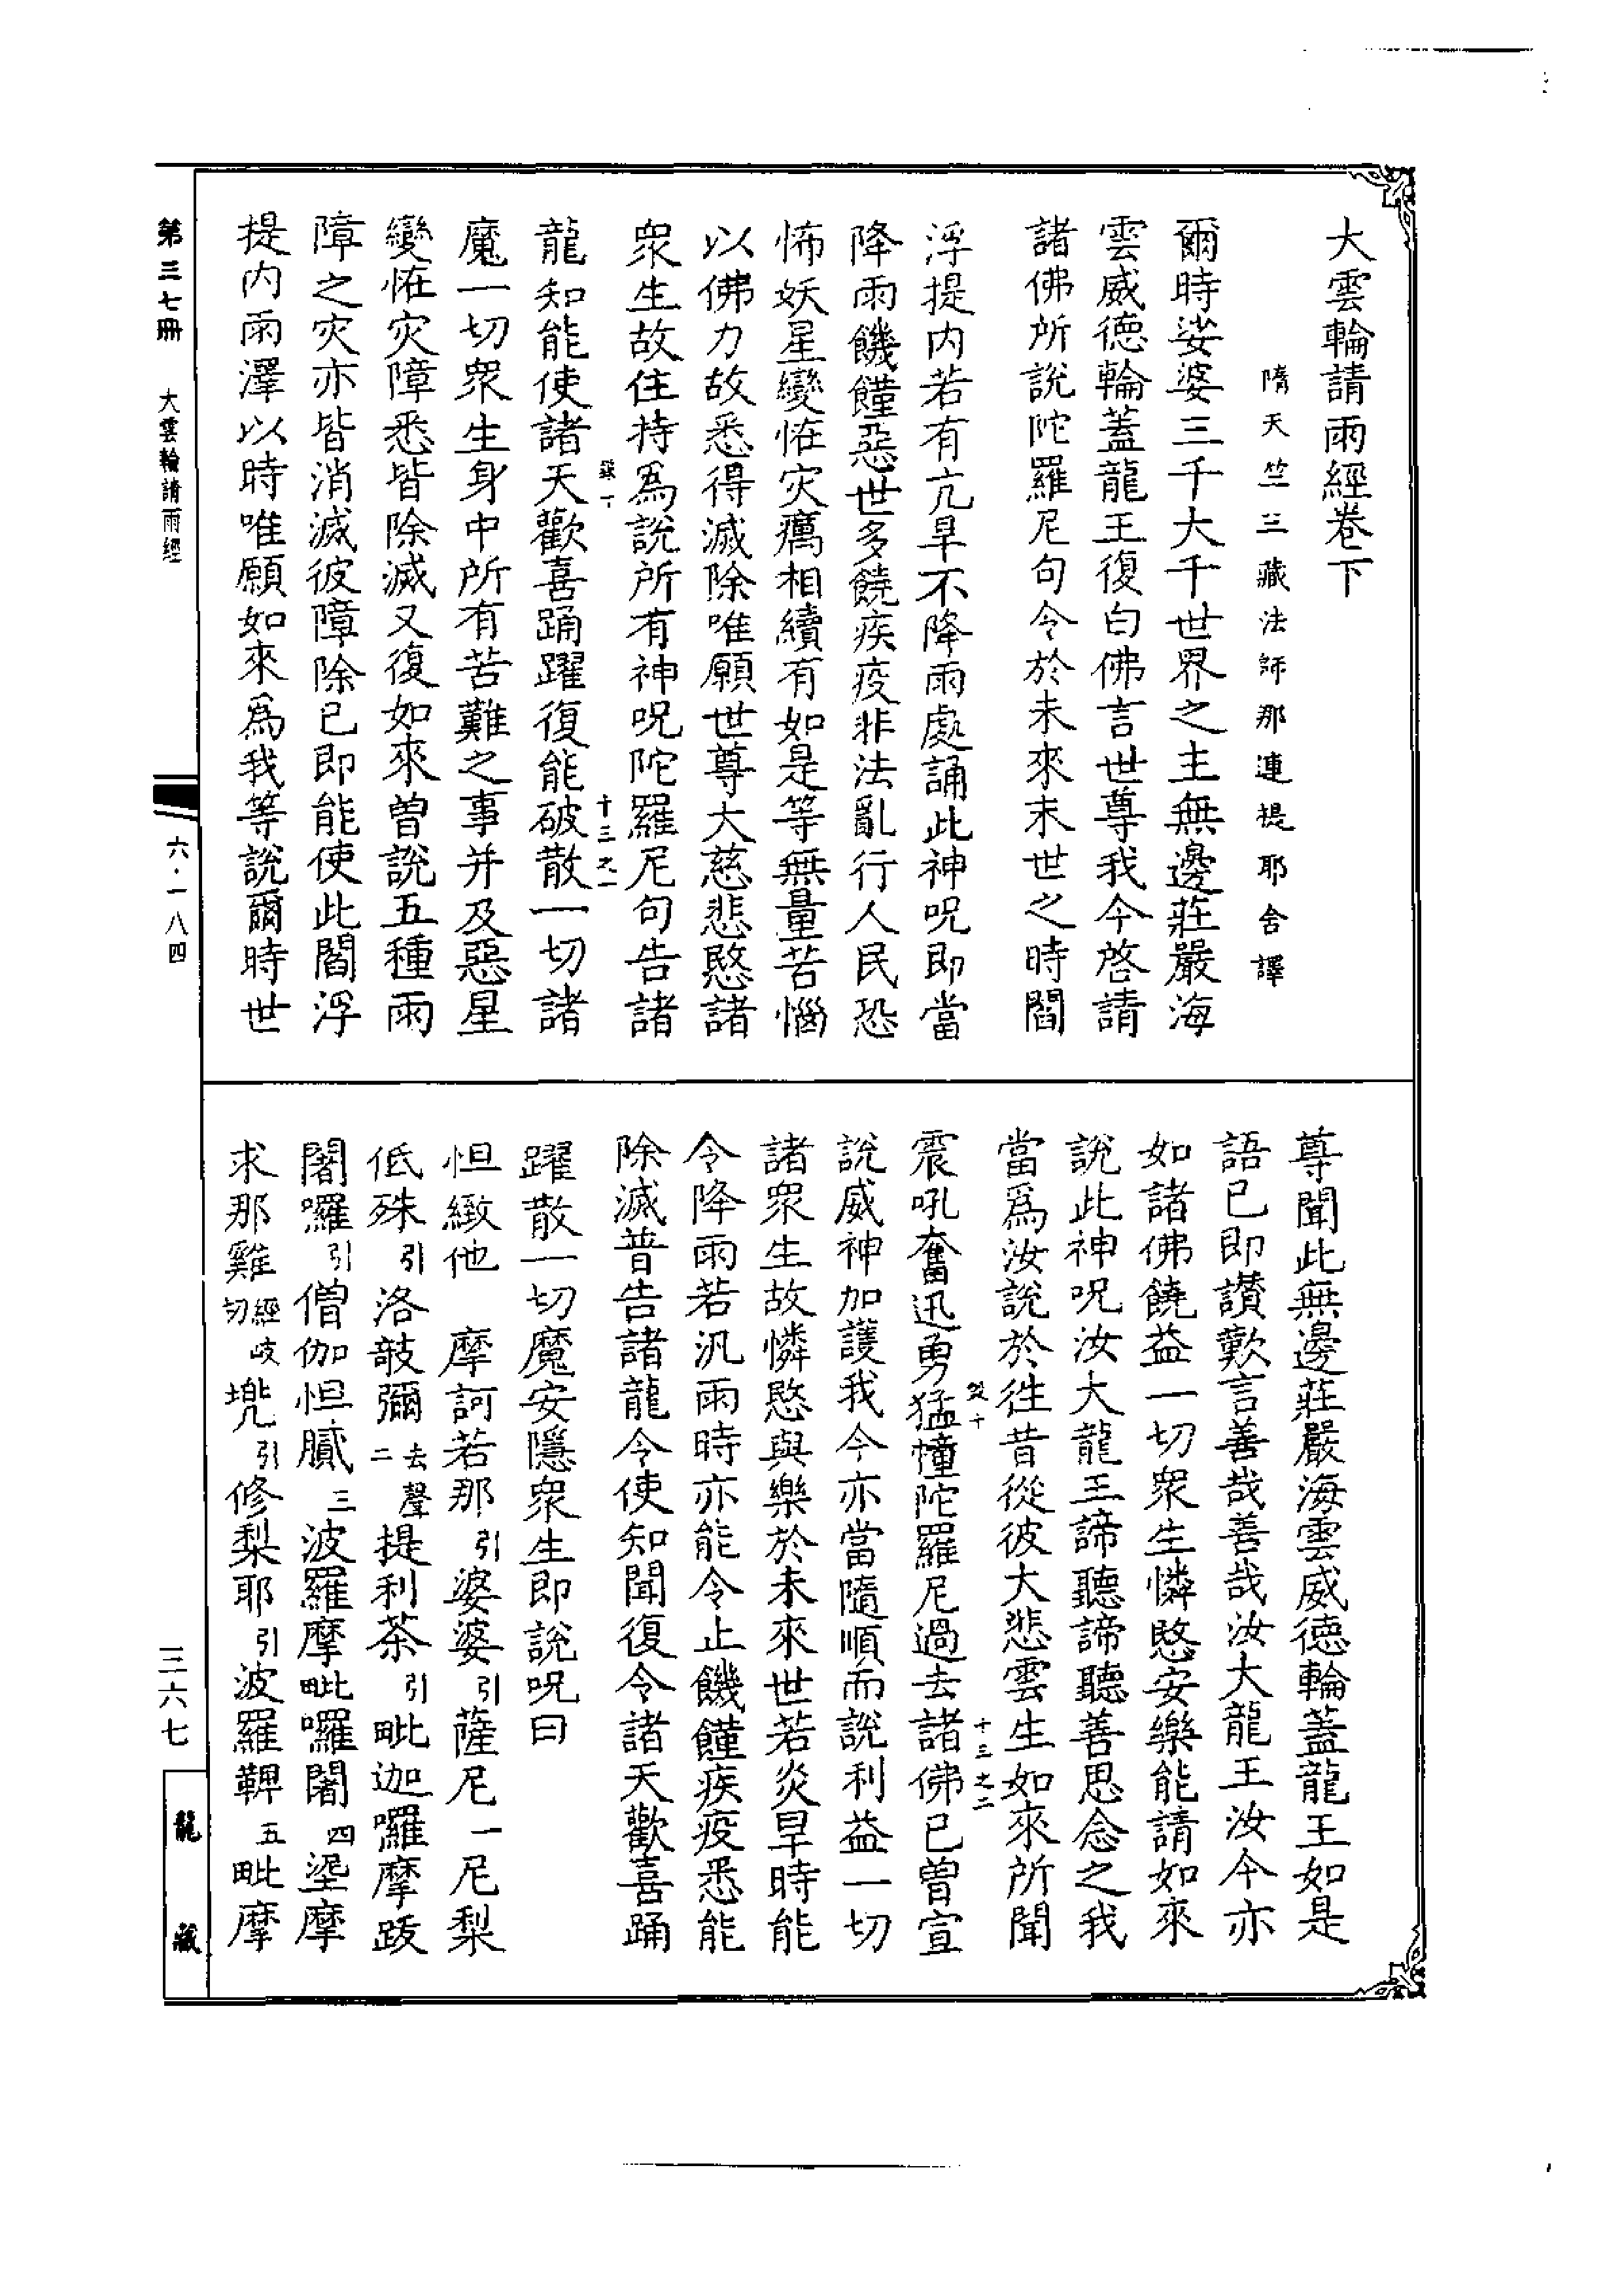 大雲輪請雨經卷下
隋天竺三藏法師那連提耶舍譯
爾時娑婆三千大千世界之主無邊莊嚴海
雲威德輪蓋龍王復白佛言世尊我今啓請
諸佛所說陀羅尼句令於未來末世之時閻
浮提內若有亢旱不降雨處誦此神呪即當
降雨饑饉惡世多饒疾疫非法亂行人民恐
怖妖星變恠灾癘相續有如是等無量苦惱
以佛力故悉得滅除唯願世尊大慈悲愍諸
衆生故住持為說所有神呪陀羅尼句告諸
龍知能使諸天歡喜踊躍復能破散一切諸
十三之一
魔一切衆生身中所有苦難之事并及惡星
變恠灾障悉皆除滅又復如來曾說五種雨
障之灾亦皆消滅彼障除已即能使此閻浮
提內雨澤以時唯願如來為我等說爾時世
尊聞此無邊莊嚴海雲威德輪蓋龍王如是
語已即讚歎言善哉善哉汝大龍王汝今亦
如諸佛饒益一切衆生憐愍安樂能請如來
說此神呪汝大龍王諦聽諦聽善思念之我
當為汝說於徃昔從彼大悲雲生如來所聞
震吼奮迅勇猛幢陀羅尼過去諸佛已曾宣
十三之二
說威神加護我今亦當隨順而說利益一切
諸衆生故憐愍與樂於未來世若炎旱時能
令降雨若汎雨時亦能令止饑饉疾疫悉能
除滅普告諸龍令使知聞復令諸天歡喜踊
躍散一切魔安隱衆生即說呪曰
怛緻他 摩訶若那引婆婆引薩尼一尼梨
低殊引洛敧彌去聲二提利茶引毗迦囉摩跋
闍囉引僧伽怛膩三波羅摩毗囉闍四埿摩
求那雞經岐切兠引修梨耶引波羅鞞五毗摩
第三七冊 大雲輪請雨經
六·一八四
三六七
龍藏